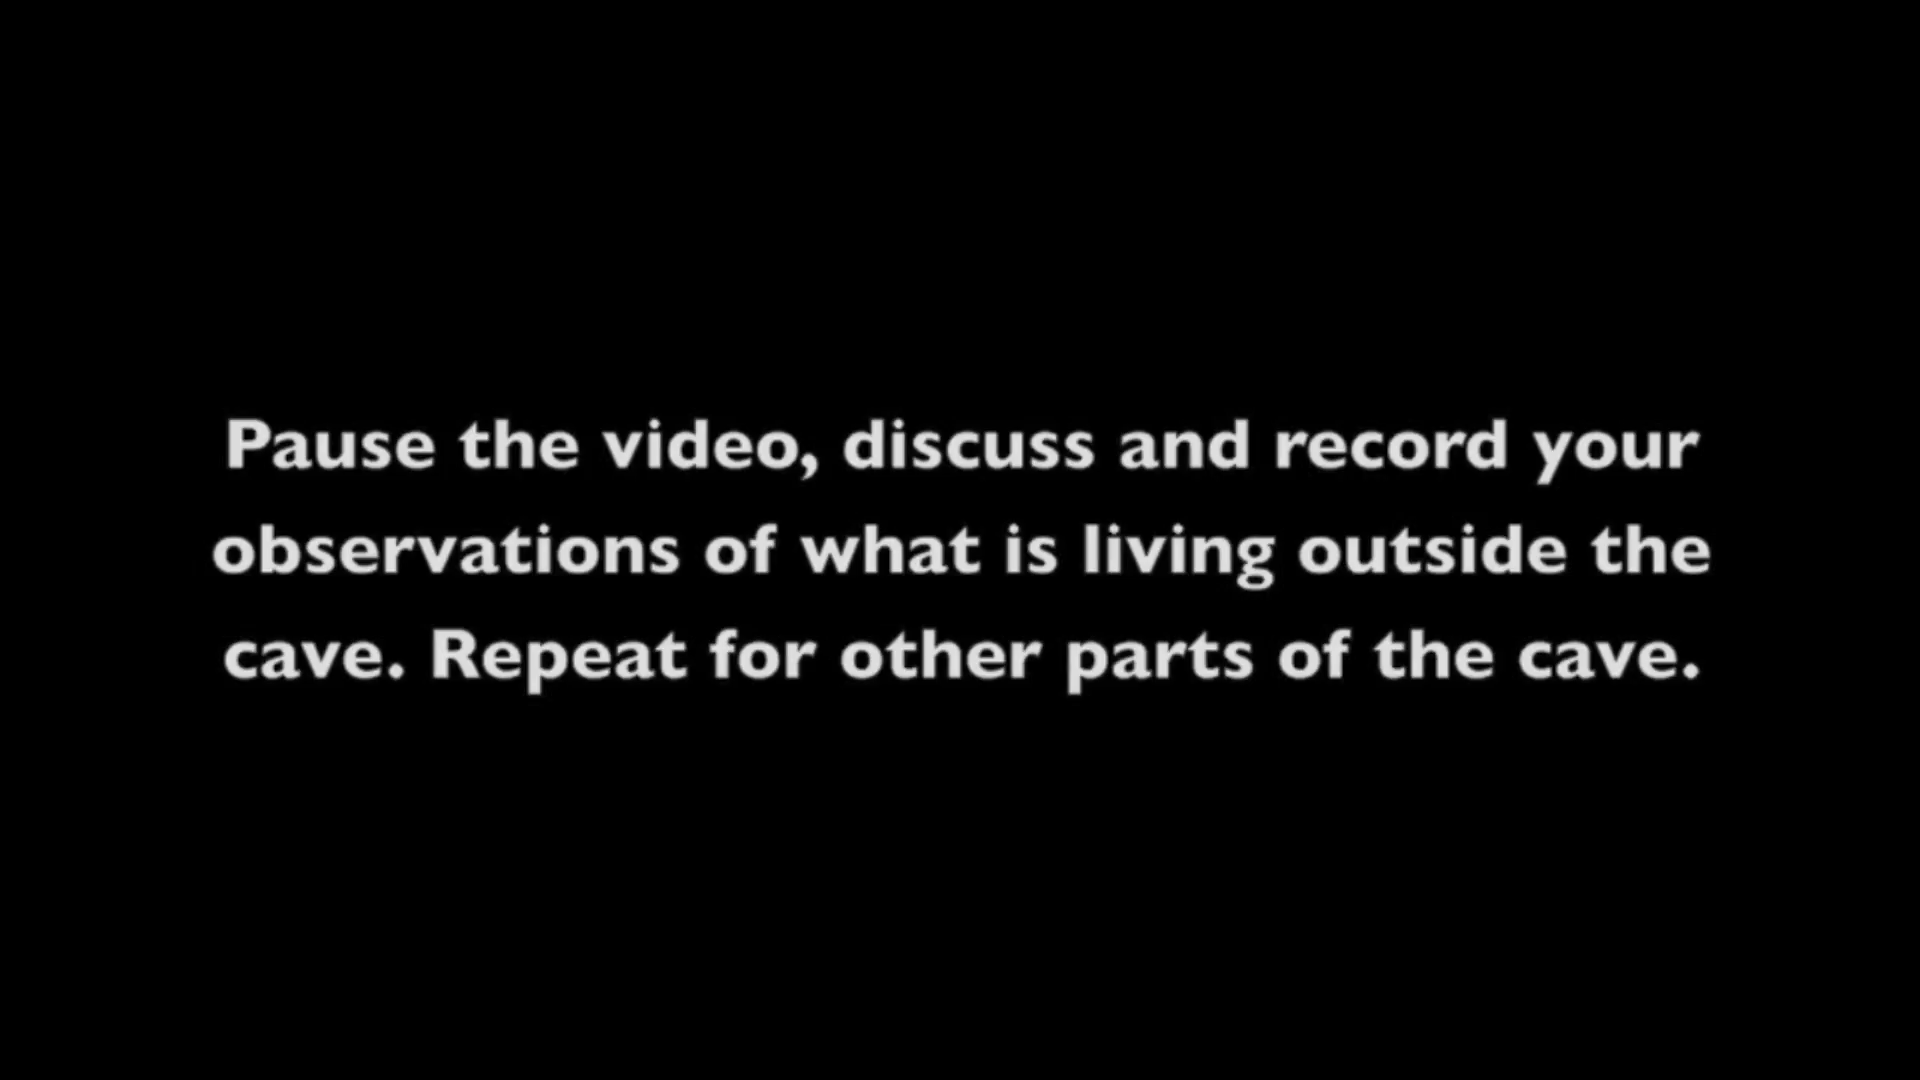 Pause the video, discuss and record your
observations of what is living outside the
cave. Repeat for other parts of the cave.